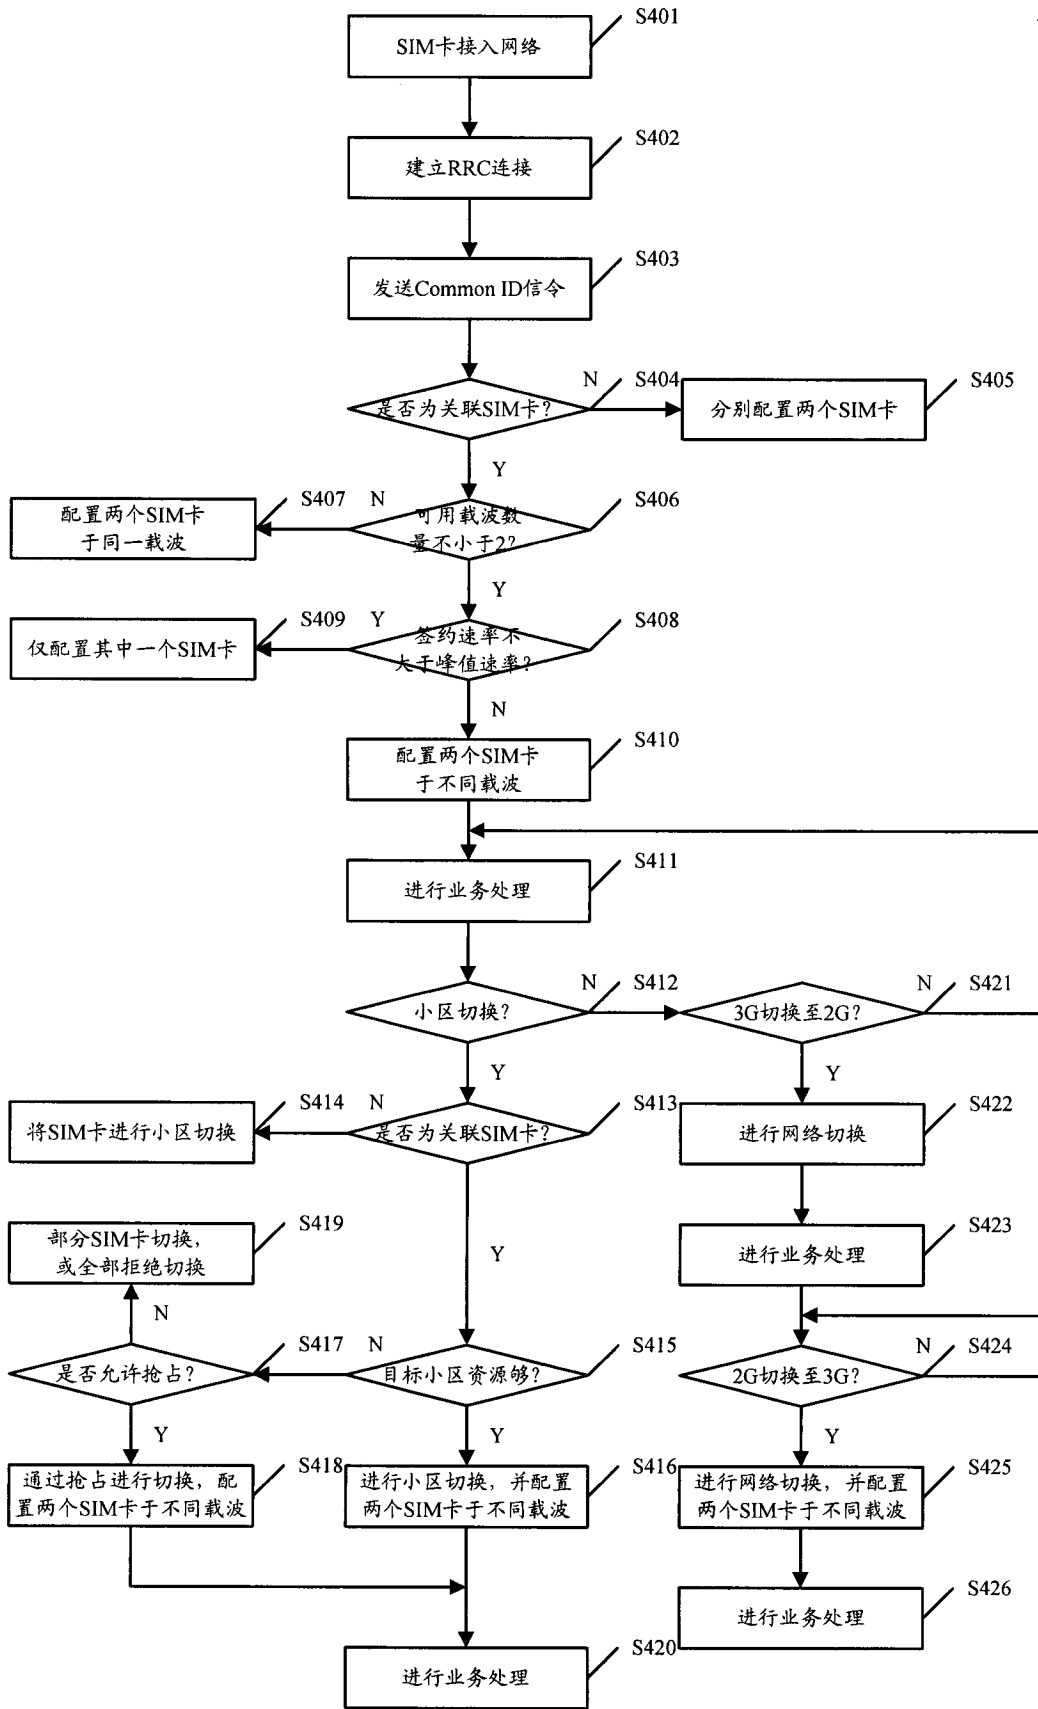 S401
SIM卡接入网络
S402
建立RRC连接
S403
发送Common ID信令
N
S404
S405
是否为关联SIM卡？
分别配置两个SIM卡
Y
S407
N
S406
配置两个SIM卡
于同一载波
可用载波数
量不小于2？
Y
S409
Y
S408
仅配置其中一个SIM卡
签约速率不
大于峰值速率？
N
S410
配置两个SIM卡
于不同载波
S411
进行业务处理
N
S412
N
S421
小区切换？
3G切换至2G？
Y
Y
S414
N
S413
S422
将SIM卡进行小区切换
是否为关联SIM卡？
进行网络切换
S419
部分SIM卡切换，
或全部拒绝切换
Y
S423
进行业务处理
N
S417
N
S415
N
S424
是否允许抢占？
目标小区资源够？
2G切换至3G？
Y
Y
Y
S418
S416
S425
通过抢占进行切换，配
置两个SIM卡于不同载波
进行小区切换，并配置
两个SIM卡于不同载波
进行网络切换，并配置
两个SIM卡于不同载波
S426
进行业务处理
S420
进行业务处理